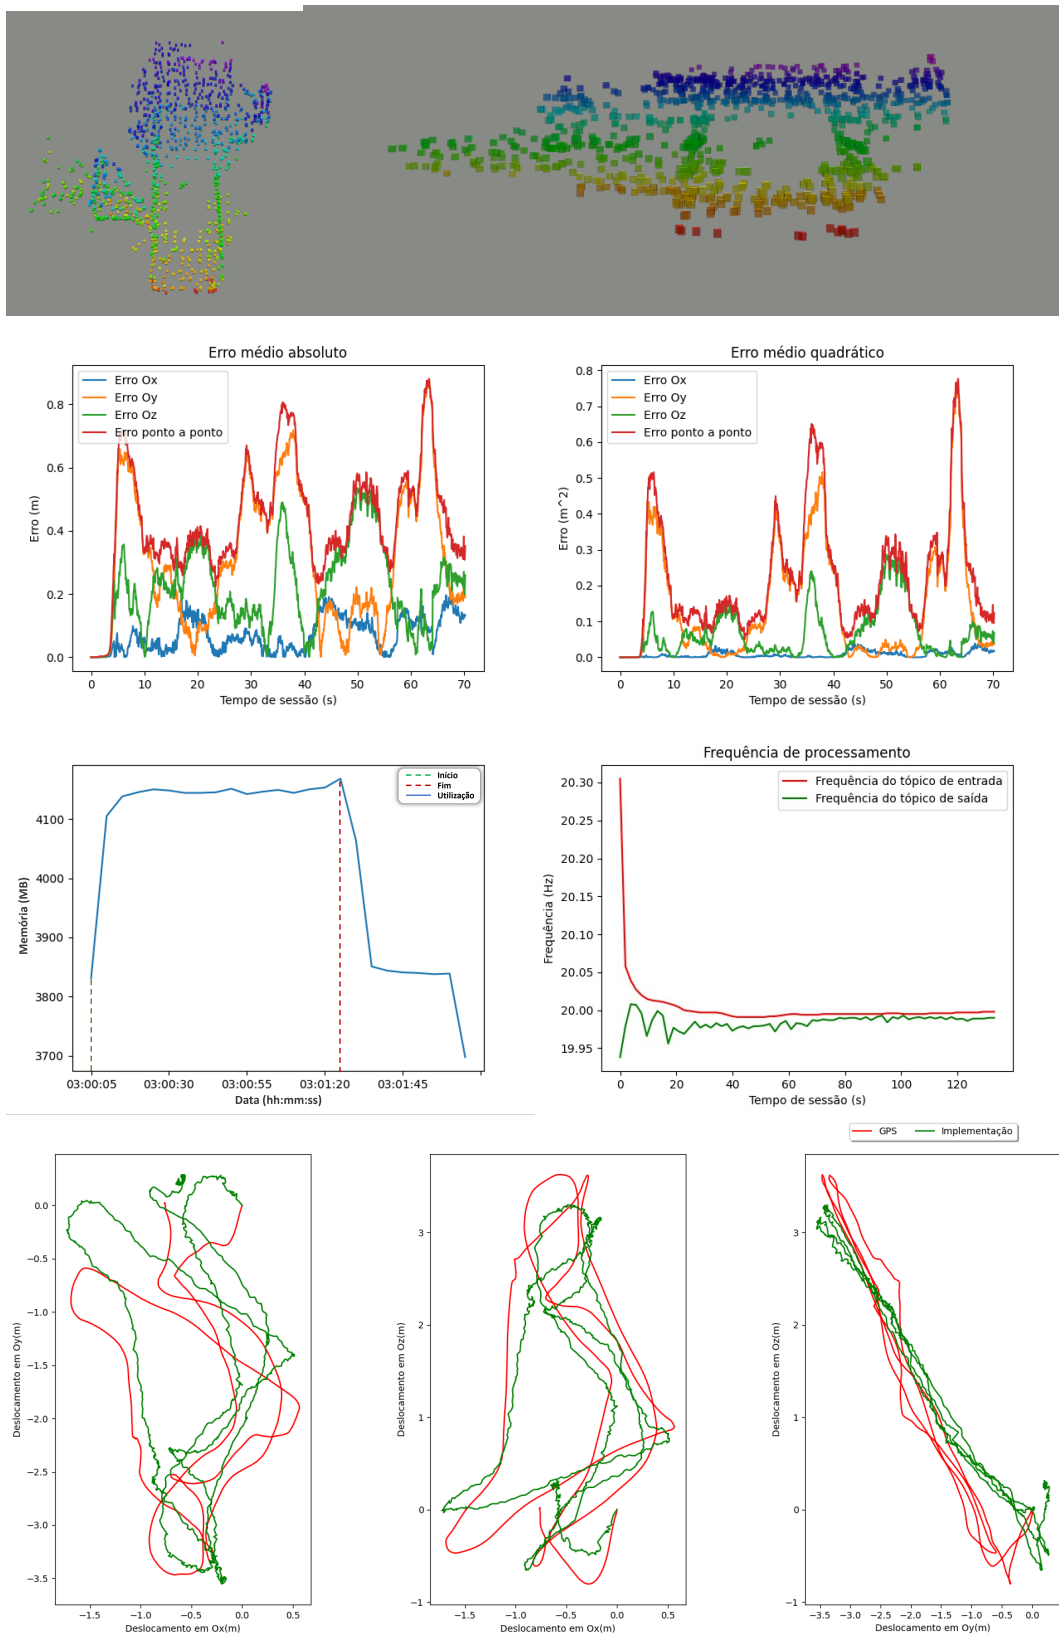 Erro médio absoluto
Erro Ox
Erro Oy
Erro Oz
Erro ponto a ponto
Erro (m)
0.8
0.6
0.4
0.2
0.0
0 10 20 30 40 50 60 70
Tempo de sessão (s)
Erro médio quadrático
Erro Ox
Erro Oy
Erro Oz
Erro ponto a ponto
Erro (m^2)
0.8
0.7
0.6
0.5
0.4
0.3
0.2
0.1
0.0
0 10 20 30 40 50 60 70
Tempo de sessão (s)
Início
Fim
Utilização
Memória (MB)
4100
4000
3900
3800
3700
03:00:05 03:00:30 03:00:55 03:01:20 03:01:45
Data (hh:mm:ss)
Frequência de processamento
Frequência do tópico de entrada
Frequência do tópico de saída
Frequência (Hz)
20.30
20.25
20.20
20.15
20.10
20.05
20.00
19.95
0 20 40 60 80 100 120
Tempo de sessão (s)
GPS Implementação
Deslocamento em Oy(m)
0.0
−0.5
−1.0
−1.5
−2.0
−2.5
−3.0
−3.5
−1.5 −1.0 −0.5 0.0 0.5
Deslocamento em Ox(m)
Deslocamento em Oz(m)
3
2
1
0
−1
−1.5 −1.0 −0.5 0.0 0.5
Deslocamento em Ox(m)
Deslocamento em Oz(m)
3
2
1
0
−1
−3.5 −3.0 −2.5 −2.0 −1.5 −1.0 −0.5 0.0
Deslocamento em Oy(m)